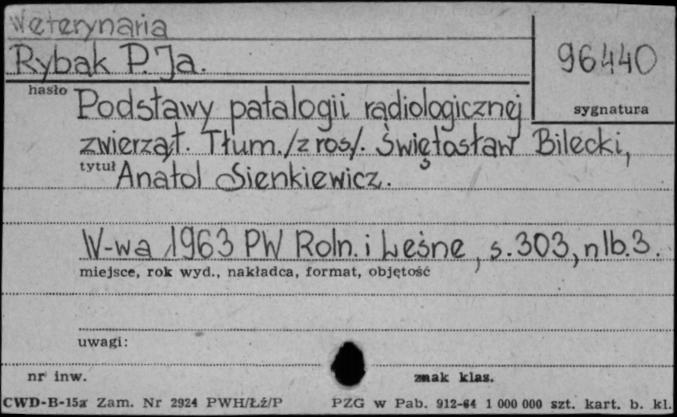 Weterynaria
Rybak P. Ja.
96440
hasło
sygnatura
Podstawy patalogii radiologicznej
zwierząt. Tłum. /z ros/. Świętosław Bilecki,
tytuł
Anatol Sienkiewicz.
W-wa 1963 PW Roln. i Leśne, s. 303, nlb. 3.
miejsce, rok wyd., nakładca, format, objętość
uwagi:
nr inw.
znak klas.
CWD-B-15a Zam. Nr 2924 PWH/Łź/P PZG w Pab. 912-64 1 000 000 szt. kart. b. kl.